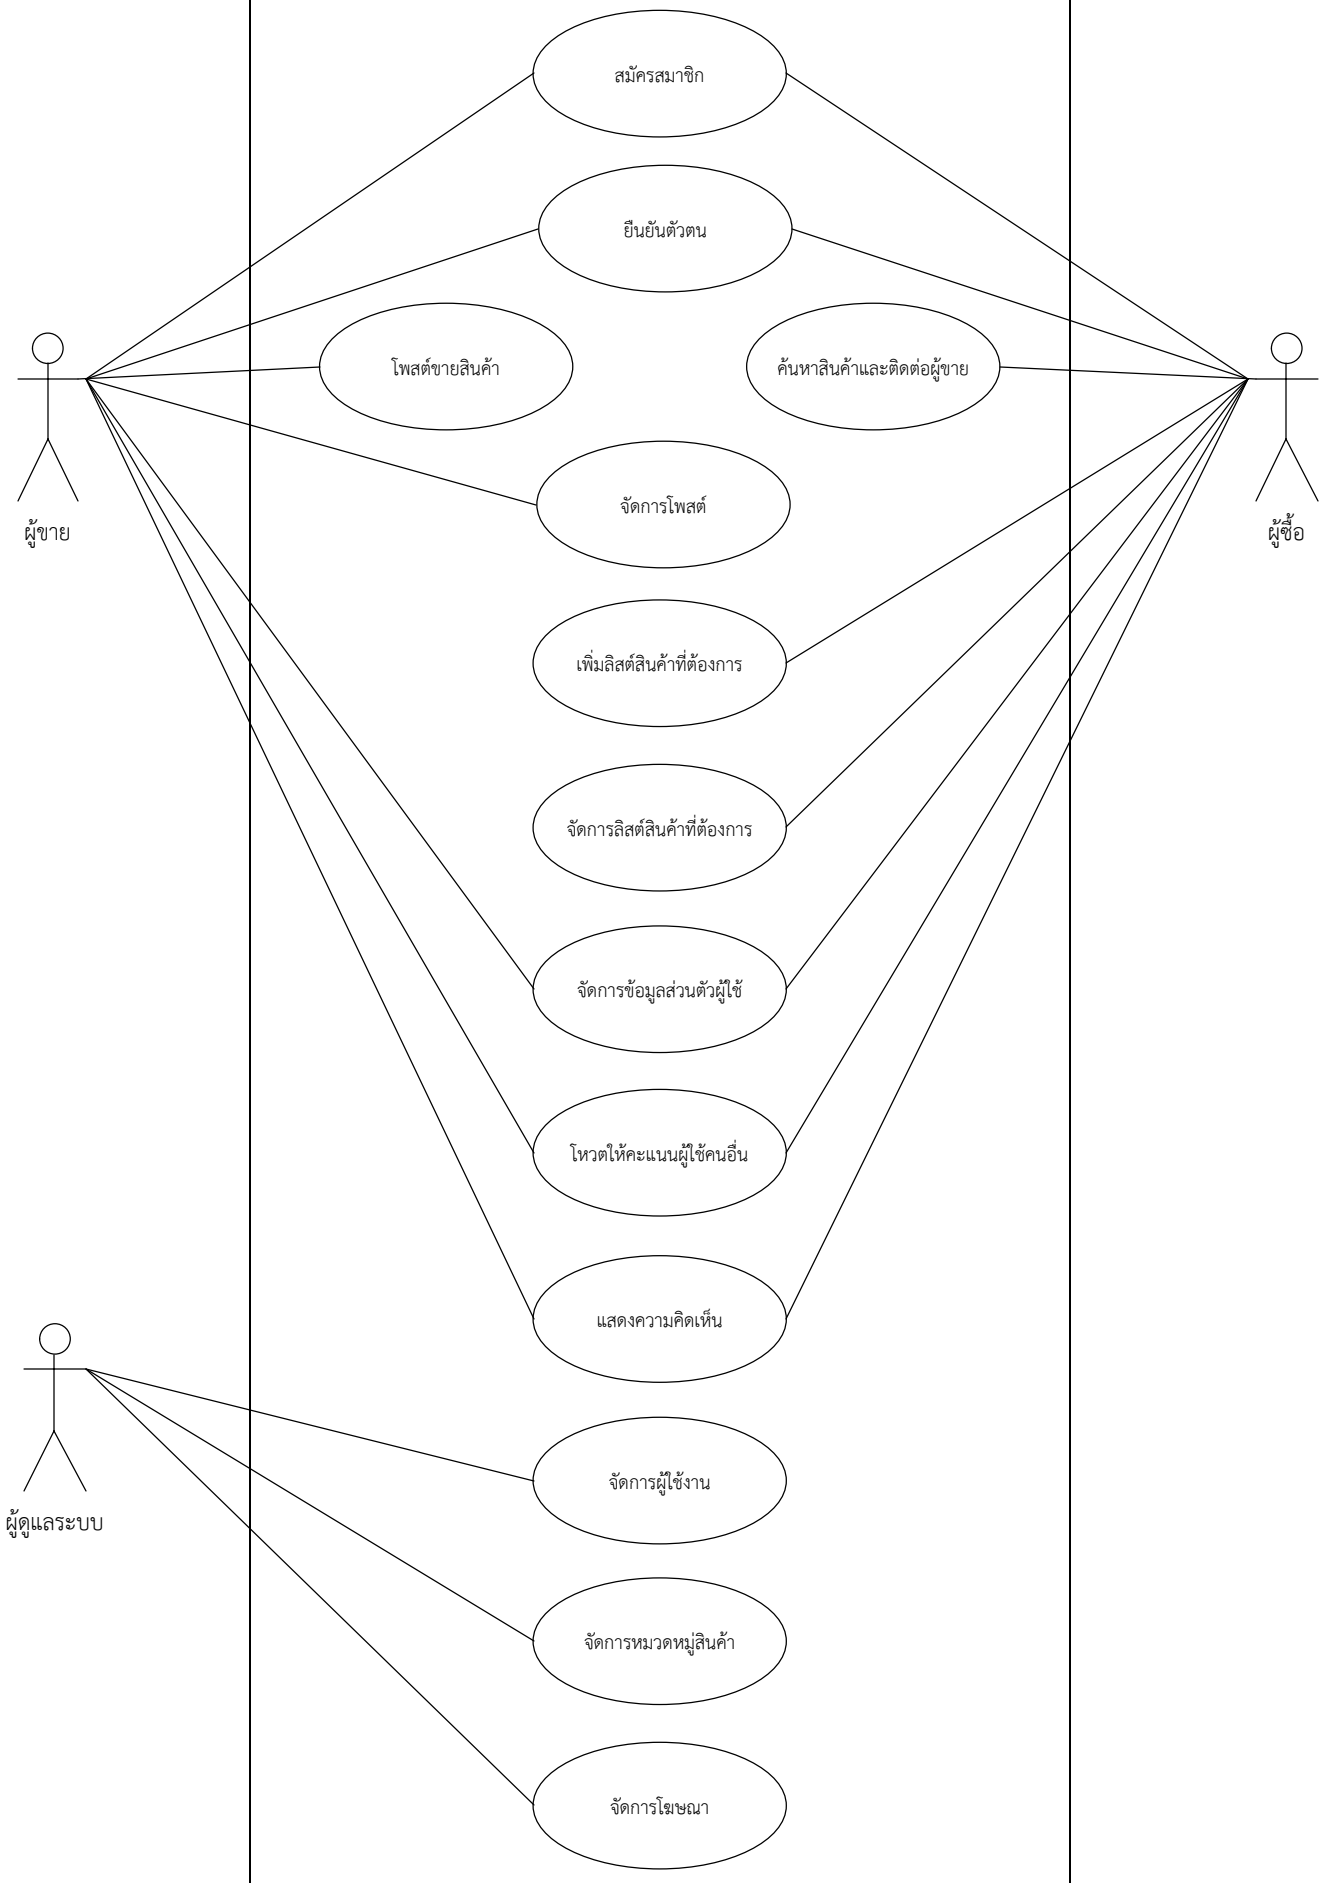 สมัครสมาชิก
ยืนยันตัวตน
โพสต์ขายสินค้า
ค้นหาสินค้าและติดต่อผู้ขาย
จัดการโพสต์
ผู้ขาย
ผู้ซื้อ
เพิ่มลิสต์สินค้าที่ต้องการ
จัดการลิสต์สินค้าที่ต้องการ
จัดการข้อมูลส่วนตัวผู้ใช้
โหวตให้คะแนนผู้ใช้คนอื่น
แสดงความคิดเห็น
จัดการผู้ใช้งาน
ผู้ดูแลระบบ
จัดการหมวดหมู่สินค้า
จัดการโฆษณา